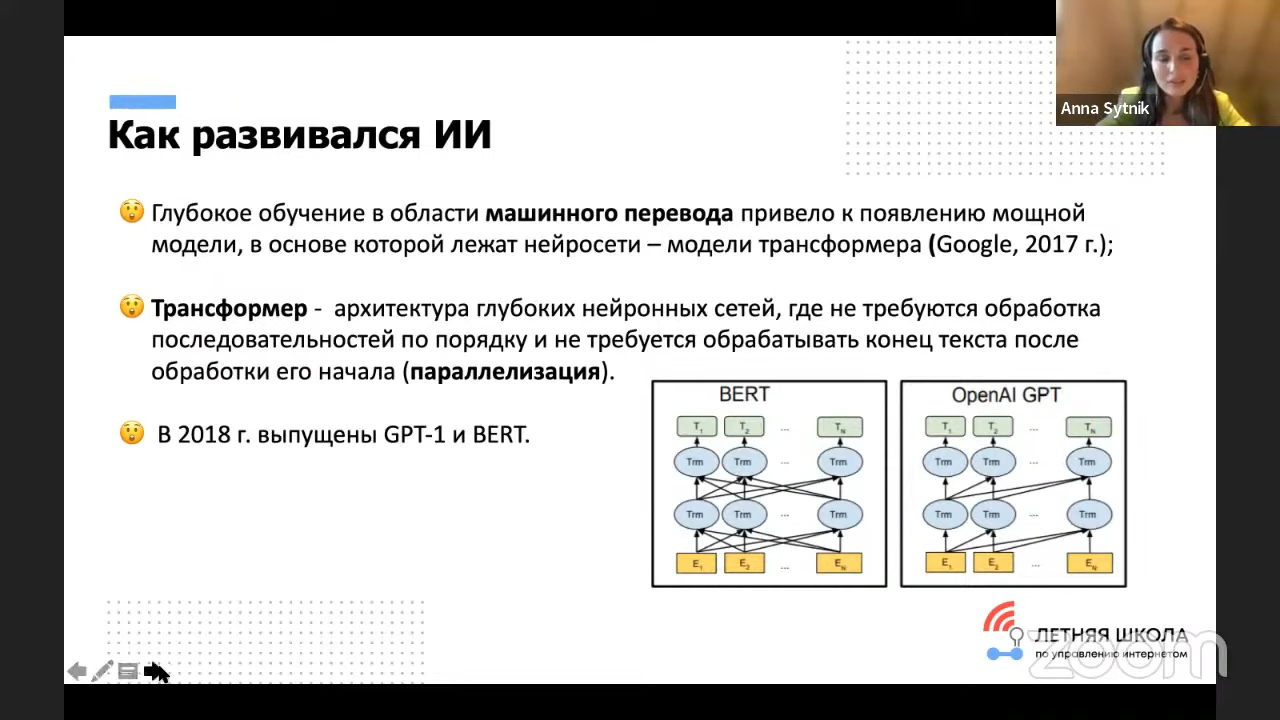 Anna Sytnik
Как развивался ИИ
Глубокое обучение в области машинного перевода привело к появлению мощной
модели, в основе которой лежат нейросети – модели трансформера (Google, 2017 г.);
Трансформер - архитектура глубоких нейронных сетей, где не требуются обработка
последовательностей по порядку и не требуется обрабатывать конец текста после
обработки его начала (параллелизация).
В 2018 г. выпущены GPT-1 и BERT.
BERT
T₁ T₂ ... Tₙ
Trm Trm ... Trm
Trm Trm ... Trm
E₁ E₂ ... Eₙ
OpenAI GPT
T₁ T₂ ... Tₙ
Trm Trm ... Trm
Trm Trm ... Trm
E₁ E₂ ... Eₙ
ЛЕТНЯЯ ШКОЛА
по управлению интернетом
zoom